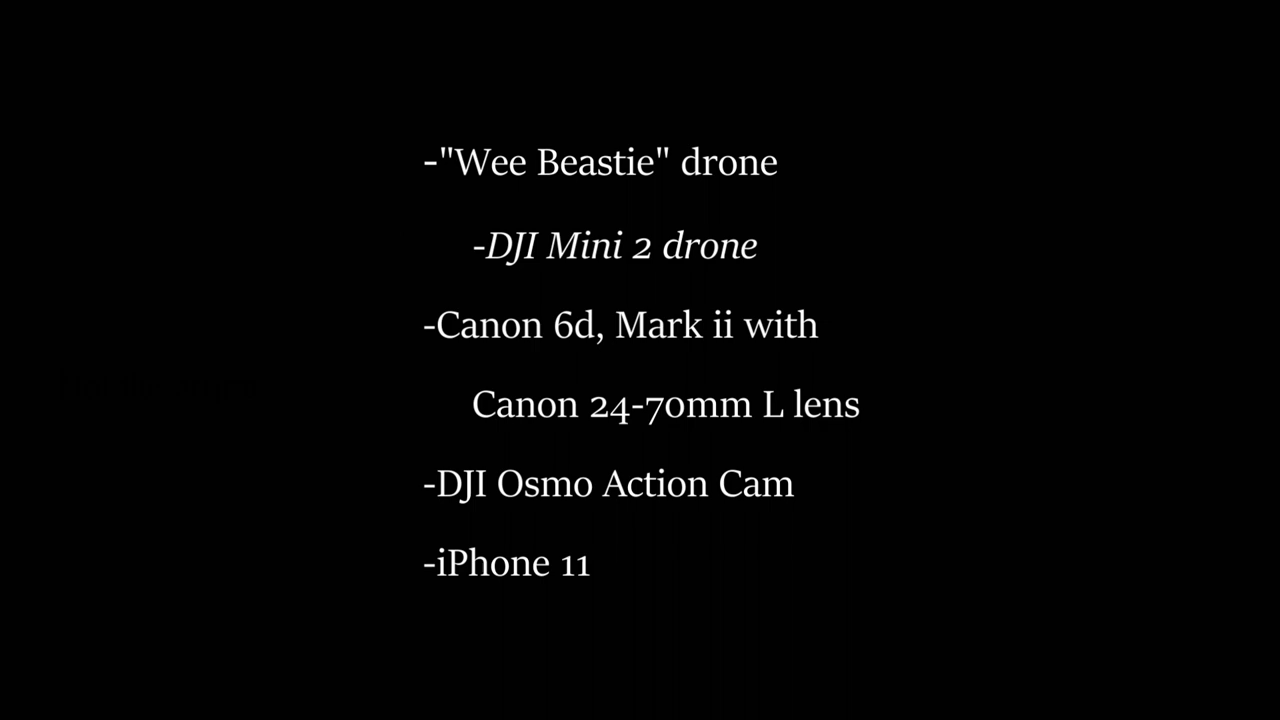 -"Wee Beastie" drone
-DJI Mini 2 drone
-Canon 6d, Mark ii with
Canon 24-70mm L lens
-DJI Osmo Action Cam
-iPhone 11